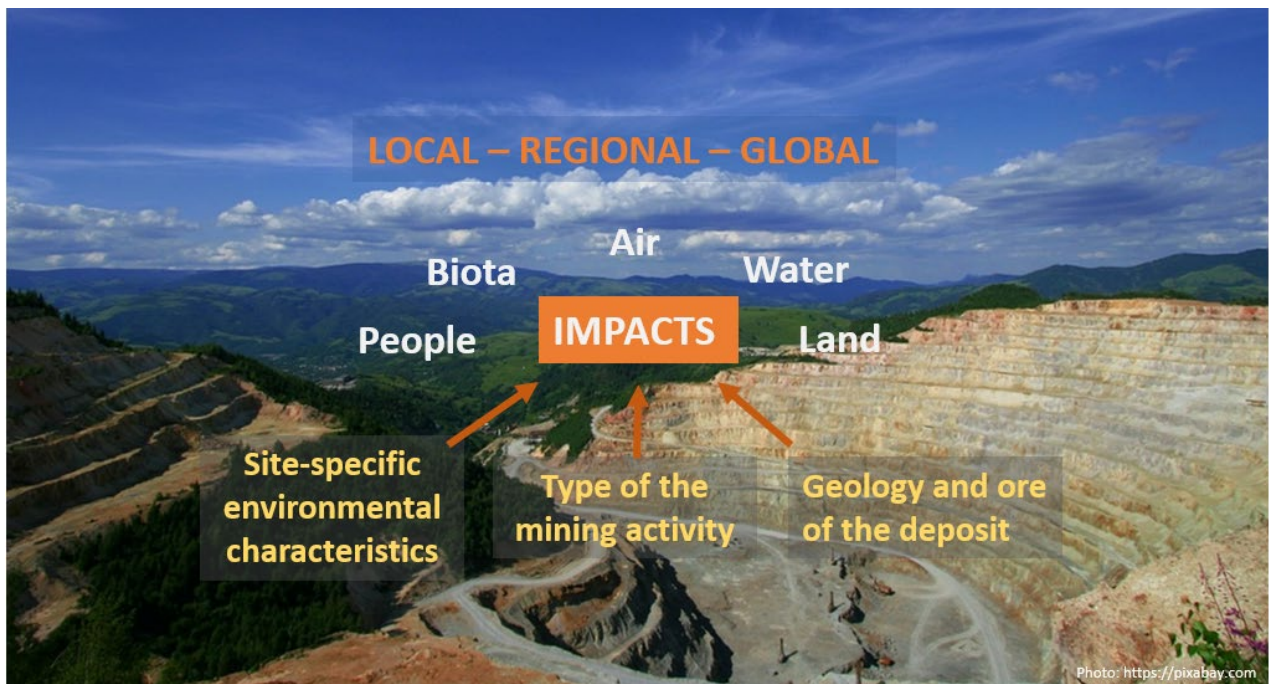 LOCAL – REGIONAL – GLOBAL
Air
Biota
Water
People
IMPACTS
Land
Site-specific
environmental
characteristics
Type of the
mining activity
Geology and ore
of the deposit
Photo: https://pixabay.com